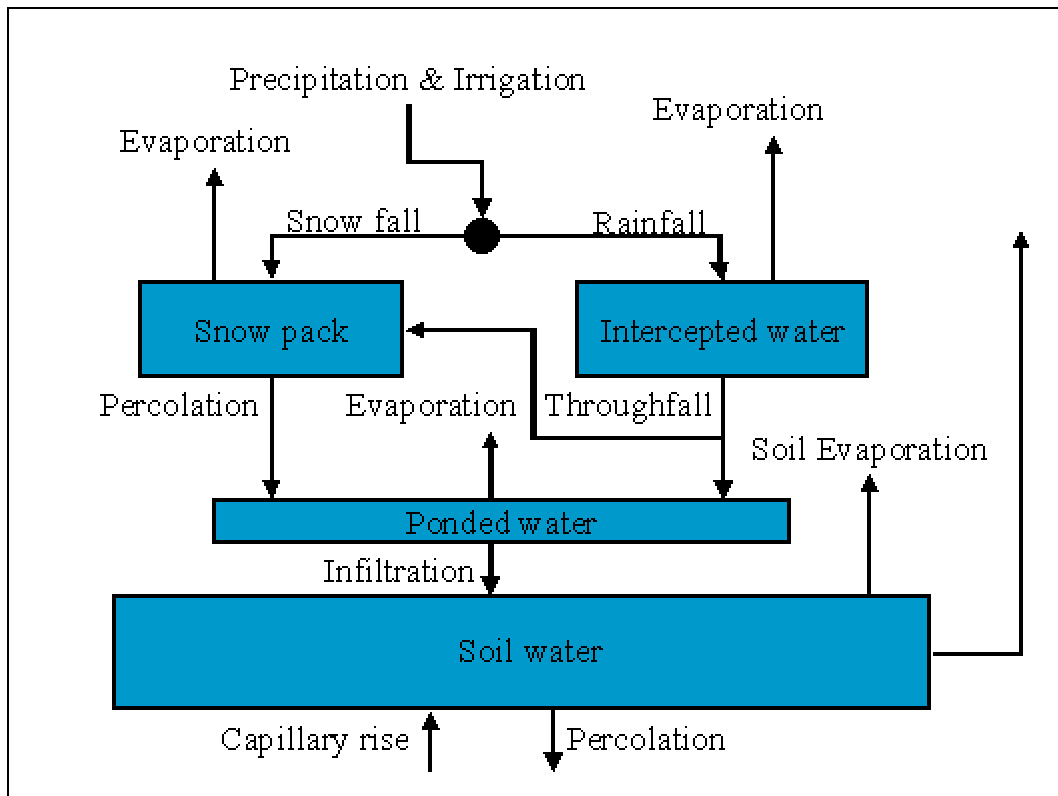 Precipitation & Irrigation
Evaporation
Evaporation
Snow fall
Rainfall
Snow pack
Intercepted water
Percolation
Evaporation
Throughfall
Soil Evaporation
Ponded water
Infiltration
Soil water
Capillary rise
Percolation